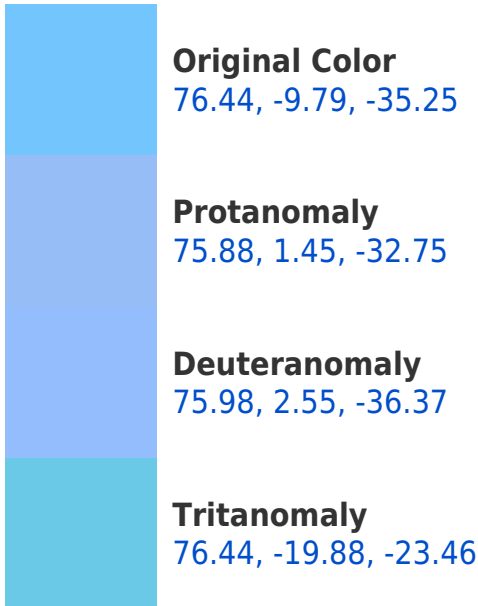 Original Color
76.44, -9.79, -35.25
Protanomaly
75.88, 1.45, -32.75
Deuteranomaly
75.98, 2.55, -36.37
Tritanomaly
76.44, -19.88, -23.46